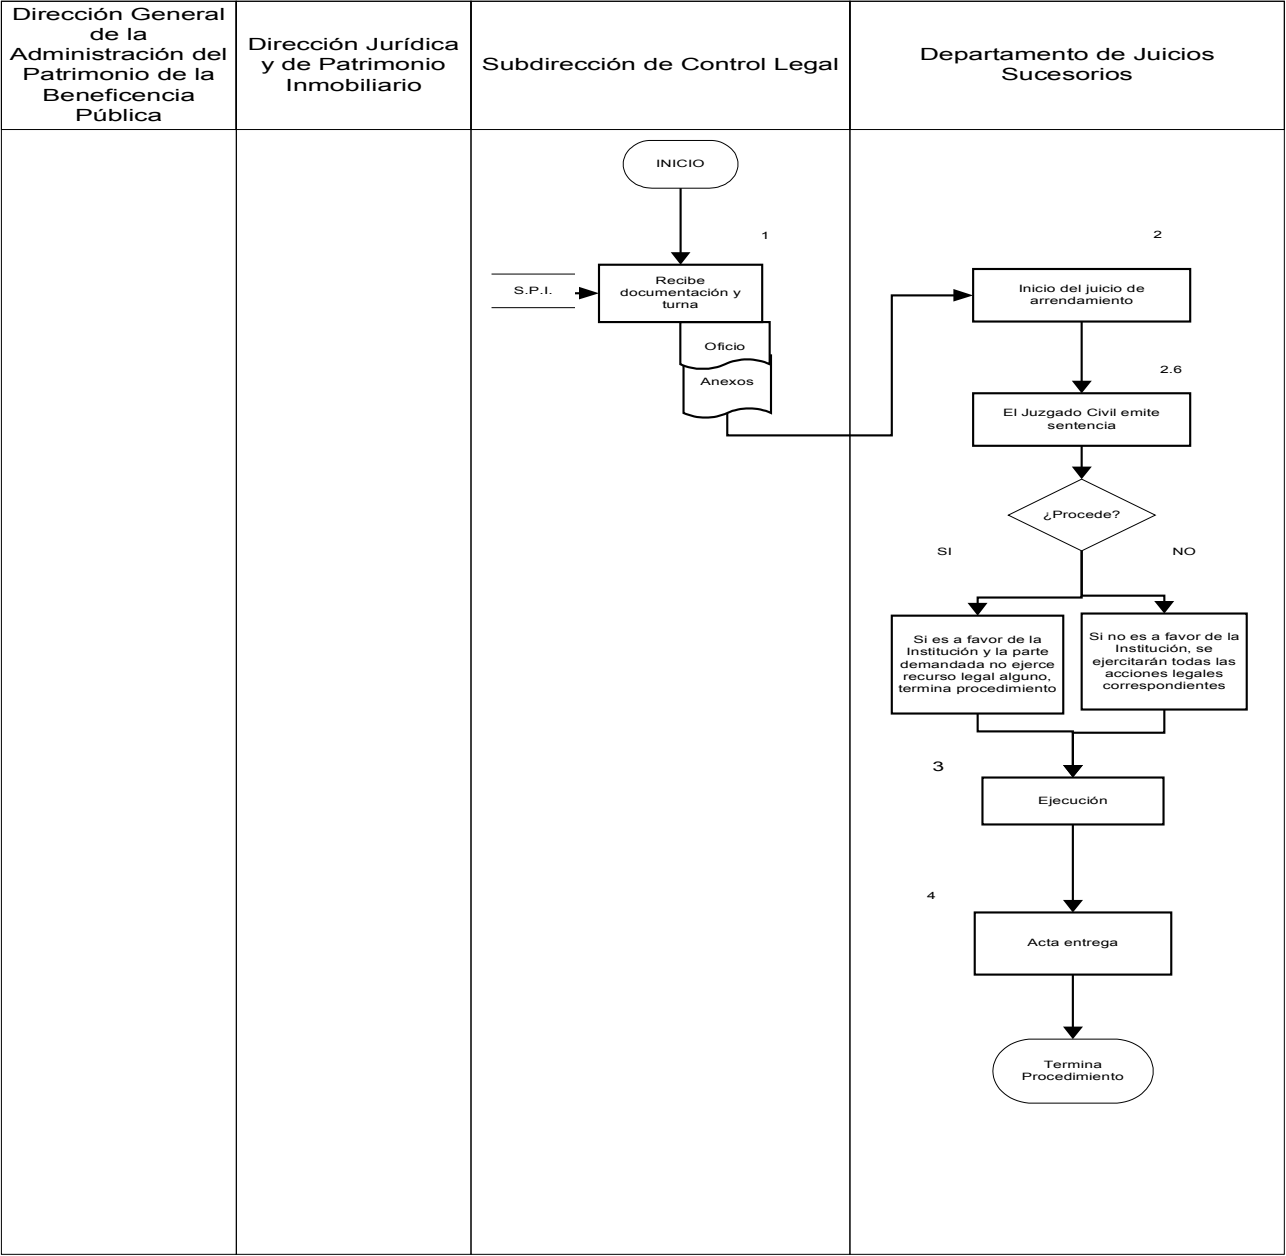 Dirección General
de la
Administración del
Patrimonio de la
Beneficencia
Pública
Dirección Jurídica
y de Patrimonio
Inmobiliario
Subdirección de Control Legal
Departamento de Juicios
Sucesorios
INICIO
1
S.P.I.
Recibe
documentación y
turna
Oficio
Anexos
2
Inicio del juicio de
arrendamiento
2.6
El Juzgado Civil emite
sentencia
¿Procede?
SI
NO
Si es a favor de la
Institución y la parte
demandada no ejerce
recurso legal alguno,
termina procedimiento
Si no es a favor de la
Institución, se
ejercitarán todas las
acciones legales
correspondientes
3
Ejecución
4
Acta entrega
Termina
Procedimiento